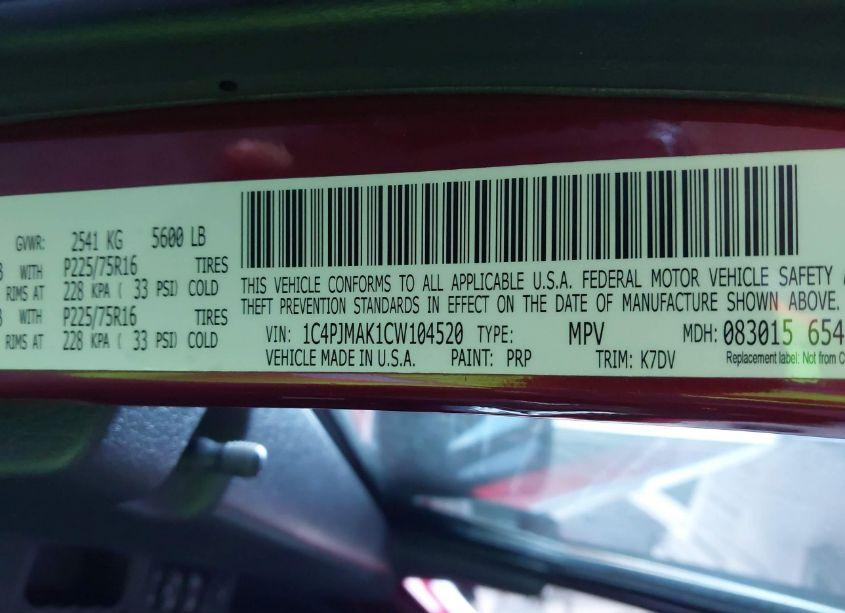 GVWR: 2541 KG 5600 LB
WITH P225/75R16 TIRES
RIMS AT 228 KPA ( 33 PSI) COLD
WITH P225/75R16 TIRES
RIMS AT 228 KPA ( 33 PSI) COLD
THIS VEHICLE CONFORMS TO ALL APPLICABLE U.S.A. FEDERAL MOTOR VEHICLE SAFETY
THEFT PREVENTION STANDARDS IN EFFECT ON THE DATE OF MANUFACTURE SHOWN ABOVE.
VIN: 1C4PJMAK1CW104520 TYPE: MPV MDH: 083015 654
VEHICLE MADE IN U.S.A. PAINT: PRP TRIM: K7DV Replacement label: Not from